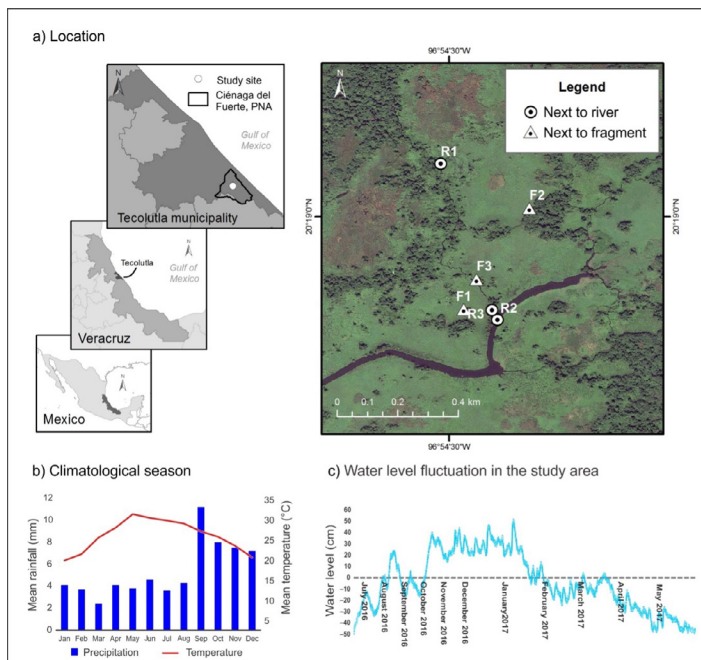 a) Location
N
Study site
Ciénaga del
Fuerte, PNA
Gulf of
Mexico
Tecolutla municipality
N
Tecolutla
Gulf of
Mexico
Veracruz
N
Mexico
96°54'30"W
N
Legend
Next to river
Next to fragment
R1
F2
F3
F1
R3
R2
20°19'0"N
20°19'0"N
0 0.1 0.2 0.4 km
96°54'30"W
b) Climatological season
Mean rainfall (mm)
12
10
8
6
4
2
0
Mean temperature (°C)
35
30
25
20
15
10
5
Jan Feb Mar Apr May Jun Jul Aug Sep Oct Nov Dec
Precipitation Temperature
c) Water level fluctuation in the study area
Water level (cm)
60
50
40
30
20
10
0
-10
-20
-30
-40
-50
July 2016
August 2016
September 2016
October 2016
November 2016
December 2016
January2017
February 2017
March 2017
April 2017
May 2017